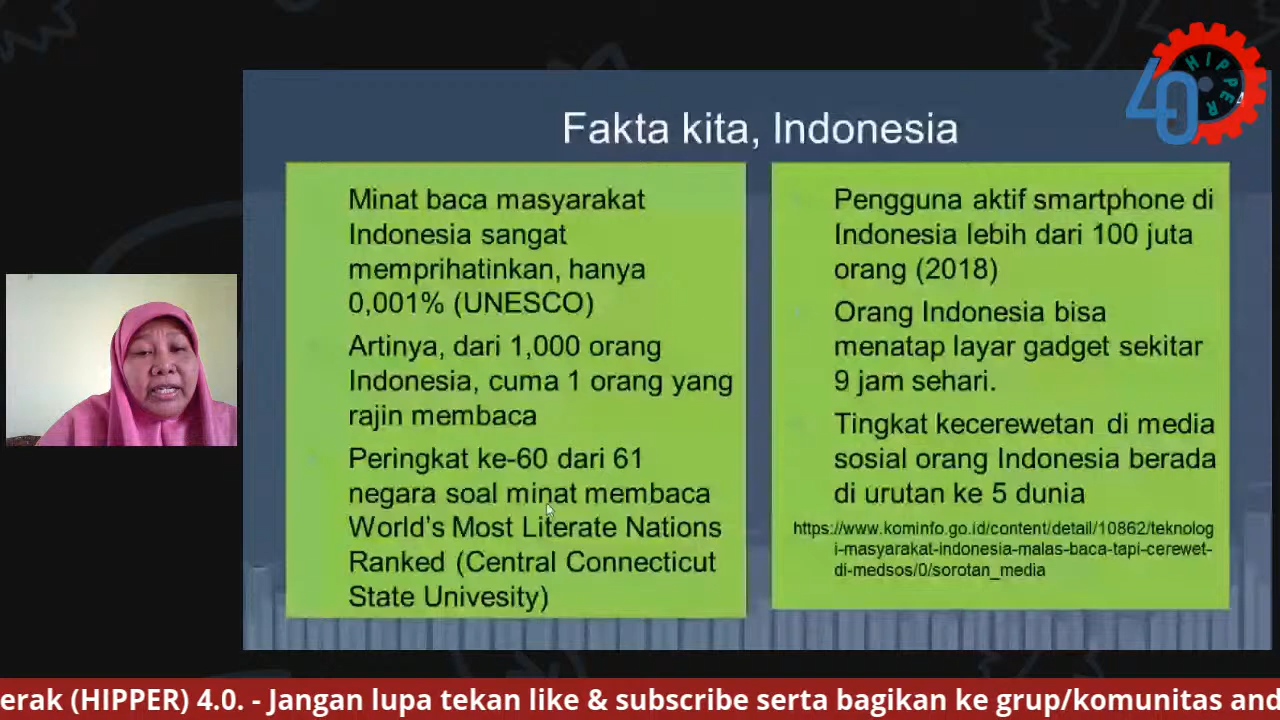 40
HIPPER
4
Fakta kita, Indonesia
Minat baca masyarakat
Indonesia sangat
memprihatinkan, hanya
0,001% (UNESCO)
Artinya, dari 1,000 orang
Indonesia, cuma 1 orang yang
rajin membaca
Peringkat ke-60 dari 61
negara soal minat membaca
World's Most Literate Nations
Ranked (Central Connecticut
State Univesity)
Pengguna aktif smartphone di
Indonesia lebih dari 100 juta
orang (2018)
Orang Indonesia bisa
menatap layar gadget sekitar
9 jam sehari.
Tingkat kecerewetan di media
sosial orang Indonesia berada
di urutan ke 5 dunia
https://www.kominfo.go.id/content/detail/10862/teknolog
i-masyarakat-indonesia-malas-baca-tapi-cerewet-
di-medsos/0/sorotan_media
erak (HIPPER) 4.0. - Jangan lupa tekan like & subscribe serta bagikan ke grup/komunitas and